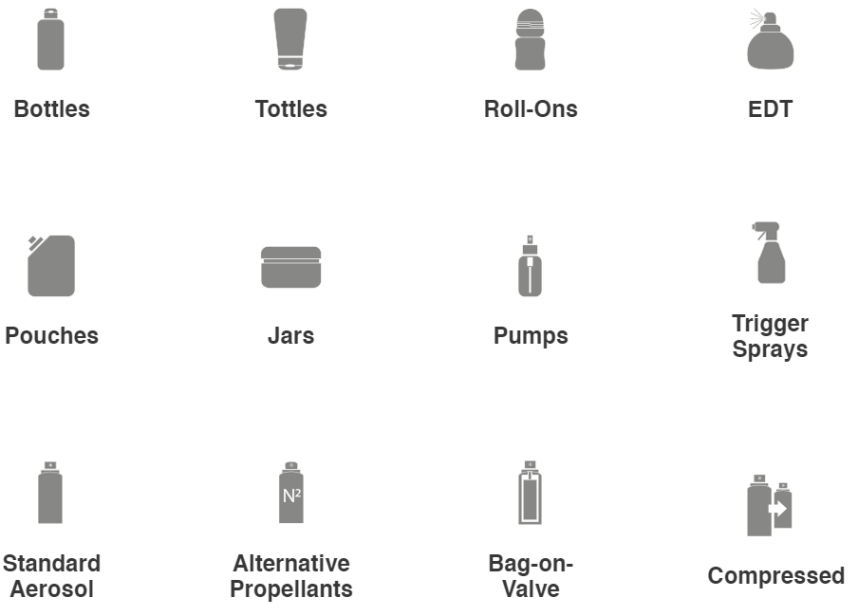 Bottles
Tottles
Roll-Ons
EDT
Pouches
Jars
Pumps
Trigger
Sprays
N²
Standard
Aerosol
Alternative
Propellants
Bag-on-
Valve
Compressed